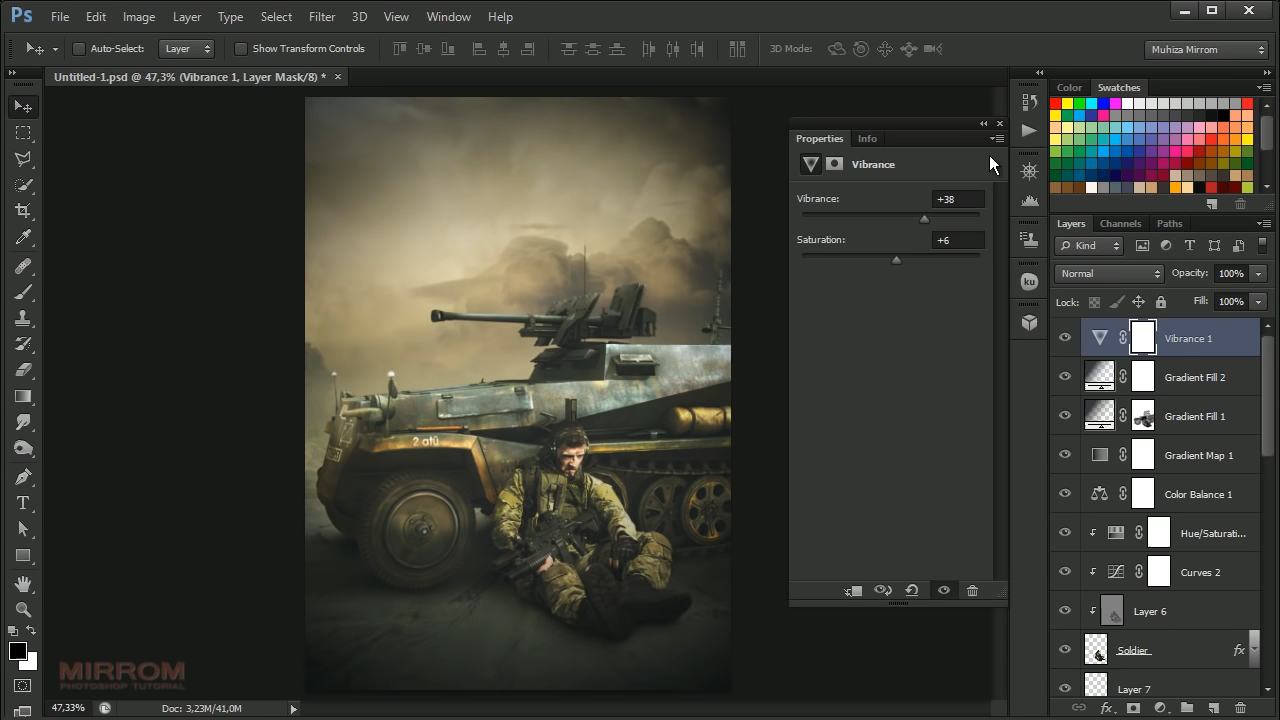 Ps File Edit Image Layer Type Select Filter 3D View Window Help
Auto-Select: Layer Show Transform Controls 3D Mode: Muhiza Mirrom
Untitled-1.psd @ 47,3% (Vibrance 1, Layer Mask/8) * ×
Color Swatches
Properties Info
Vibrance
Vibrance: +38
Saturation: +6
Layers Channels Paths
Kind
Normal Opacity: 100%
Lock: Fill: 100%
Vibrance 1
Gradient Fill 2
Gradient Fill 1
Gradient Map 1
Color Balance 1
Hue/Saturati...
Curves 2
Layer 6
Soldier fx
Layer 7
ku
2 atü
MIRROM
PHOTOSHOP TUTORIAL
47,33% Doc: 3,23M/41,0M
fx